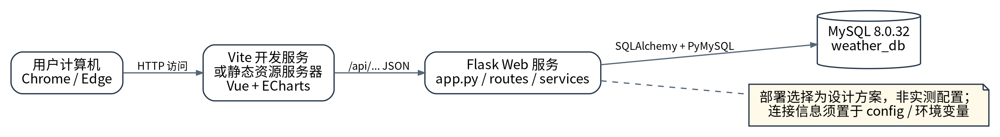 用户计算机
Chrome / Edge
HTTP 访问
Vite 开发服务
或静态资源服务器
Vue + ECharts
/api/... JSON
Flask Web 服务
app.py / routes / services
SQLAlchemy + PyMySQL
MySQL 8.0.32
weather_db
部署选择为设计方案，非实测配置；
连接信息须置于 config / 环境变量